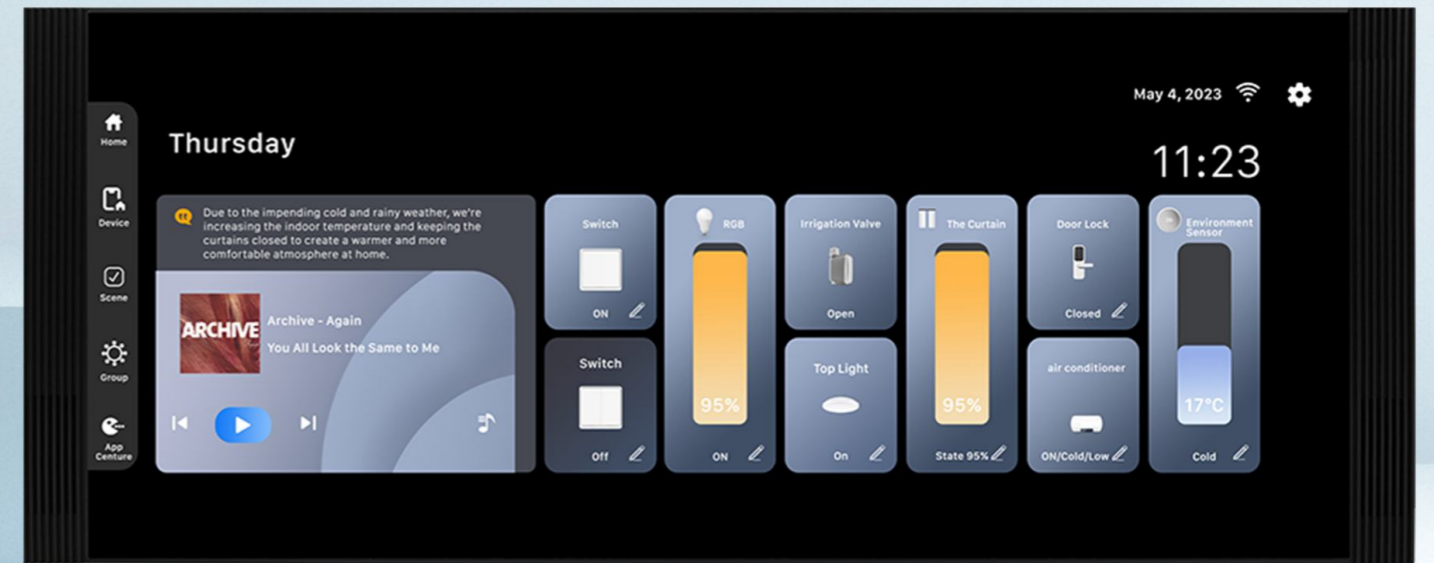 May 4, 2023
Thursday
11:23
Home
Device
Scene
Group
App
Centure
Due to the impending cold and rainy weather, we're
increasing the indoor temperature and keeping the
curtains closed to create a warmer and more
comfortable atmosphere at home.
ARCHIVE
Archive - Again
You All Look the Same to Me
Switch
ON
Switch
Off
RGB
95%
ON
Irrigation Valve
Open
Top Light
On
The Curtain
95%
State 95%
Door Lock
Closed
air conditioner
ON/Cold/Low
Environment
Sensor
17°C
Cold